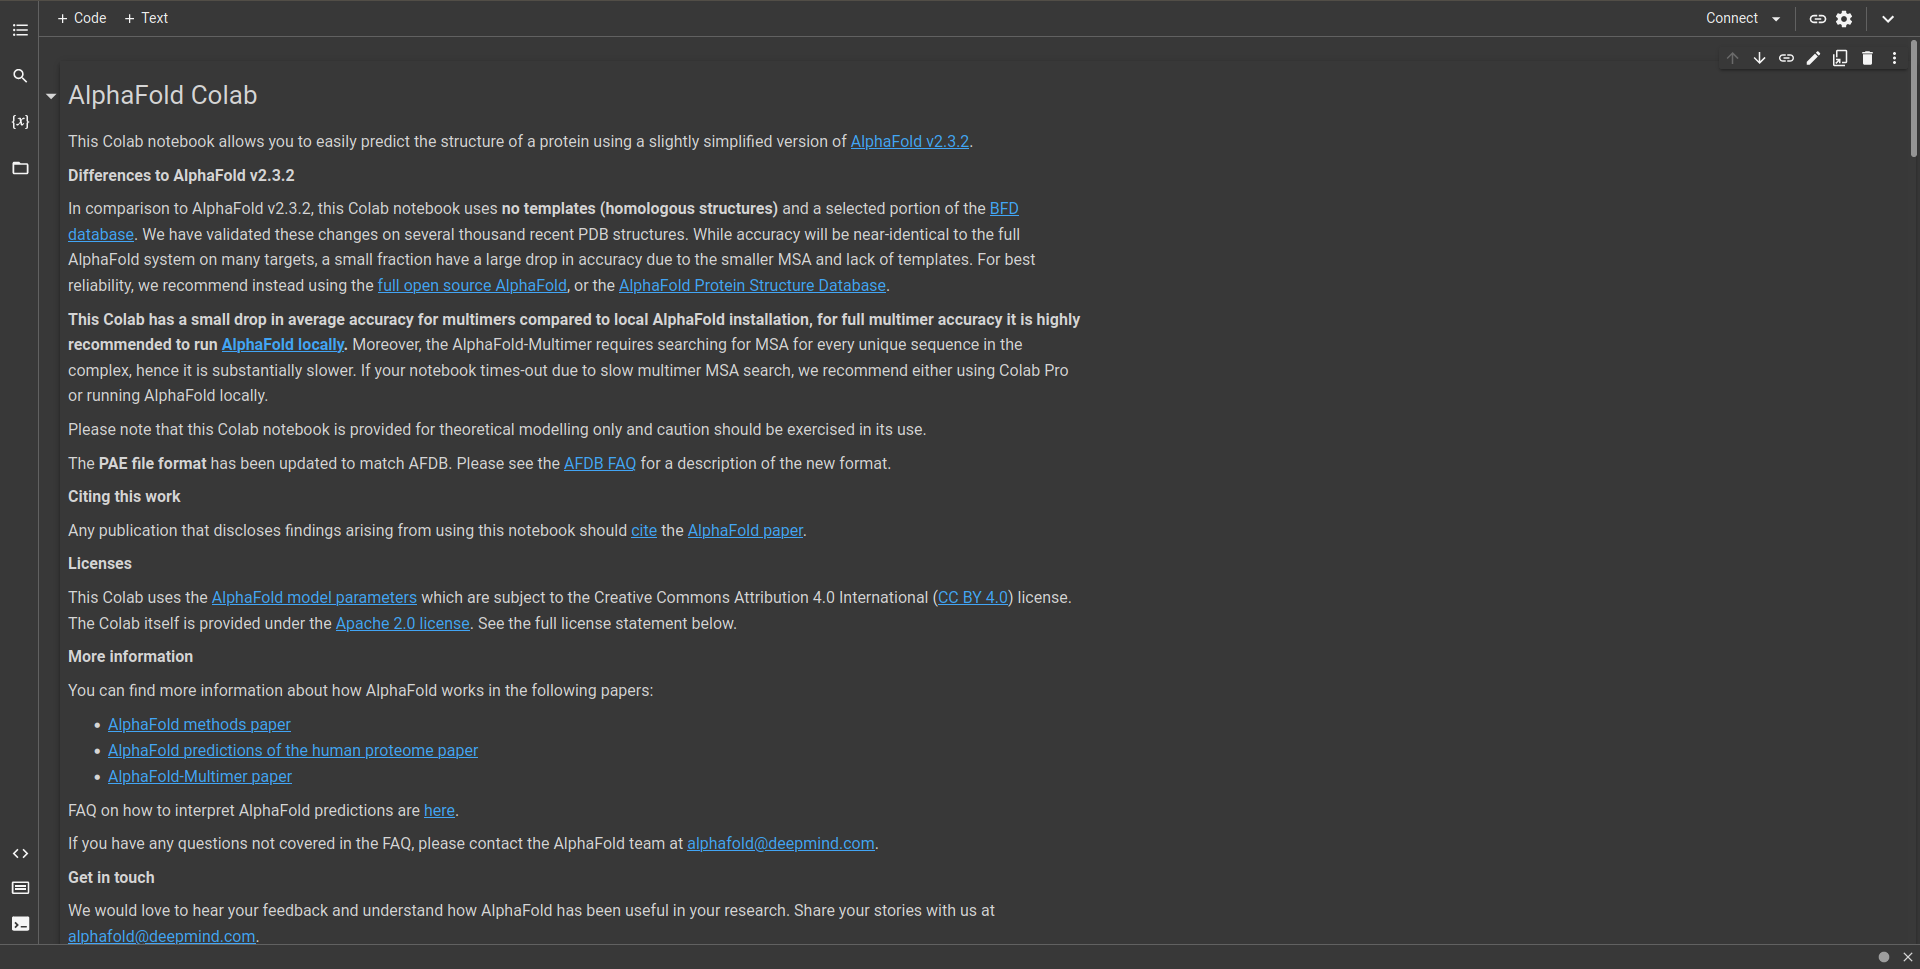 + Code + Text
Connect
{x}
AlphaFold Colab
This Colab notebook allows you to easily predict the structure of a protein using a slightly simplified version of AlphaFold v2.3.2.
Differences to AlphaFold v2.3.2
In comparison to AlphaFold v2.3.2, this Colab notebook uses no templates (homologous structures) and a selected portion of the BFD
database. We have validated these changes on several thousand recent PDB structures. While accuracy will be near-identical to the full
AlphaFold system on many targets, a small fraction have a large drop in accuracy due to the smaller MSA and lack of templates. For best
reliability, we recommend instead using the full open source AlphaFold, or the AlphaFold Protein Structure Database.
This Colab has a small drop in average accuracy for multimers compared to local AlphaFold installation, for full multimer accuracy it is highly
recommended to run AlphaFold locally. Moreover, the AlphaFold-Multimer requires searching for MSA for every unique sequence in the
complex, hence it is substantially slower. If your notebook times-out due to slow multimer MSA search, we recommend either using Colab Pro
or running AlphaFold locally.
Please note that this Colab notebook is provided for theoretical modelling only and caution should be exercised in its use.
The PAE file format has been updated to match AFDB. Please see the AFDB FAQ for a description of the new format.
Citing this work
Any publication that discloses findings arising from using this notebook should cite the AlphaFold paper.
Licenses
This Colab uses the AlphaFold model parameters which are subject to the Creative Commons Attribution 4.0 International (CC BY 4.0) license.
The Colab itself is provided under the Apache 2.0 license. See the full license statement below.
More information
You can find more information about how AlphaFold works in the following papers:
• AlphaFold methods paper
• AlphaFold predictions of the human proteome paper
• AlphaFold-Multimer paper
FAQ on how to interpret AlphaFold predictions are here.
If you have any questions not covered in the FAQ, please contact the AlphaFold team at alphafold@deepmind.com.
Get in touch
We would love to hear your feedback and understand how AlphaFold has been useful in your research. Share your stories with us at
alphafold@deepmind.com.